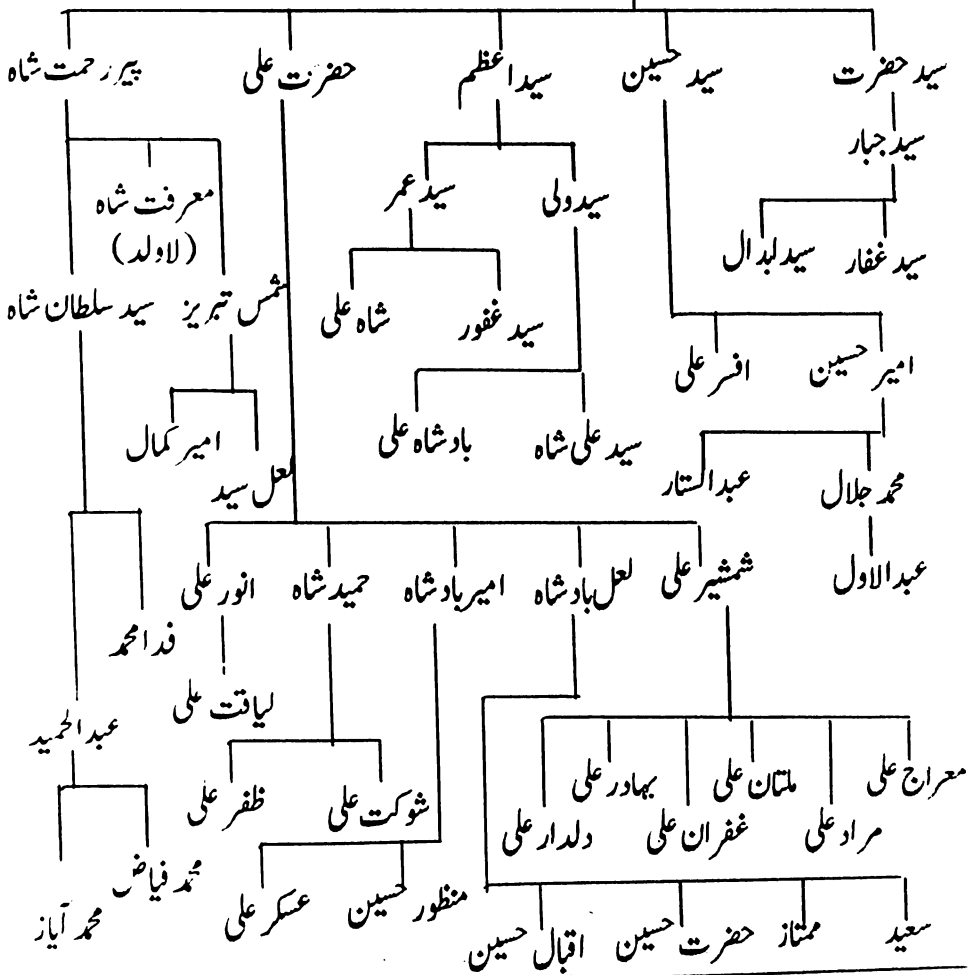 سید حضرت سید حسین سید اعظم حضرت علی پیر رحمت شاہ
سید جبار
سید ولی سید عمر معرفت شاہ
(لاولد)
سید غفار سید لبدال
سید غفور شاہ علی شمس تبریز سید سلطان شاہ
امیر حسین افسر علی
سید علی شاہ بادشاہ علی امیر کمال
لعل سید
محمد جلال عبدالستار
عبدالاول
شمشیر علی لعل بادشاہ امیر بادشاہ حمید شاہ انور علی
فدا محمد
لیاقت علی
عبدالحمید
معراج علی ملتان علی بہادر علی
مراد علی غفران علی دلدار علی
شوکت علی ظفر علی
محمد فیاض
محمد آیاز
منظور حسین عسکر علی
سعید ممتاز حضرت حسین اقبال حسین